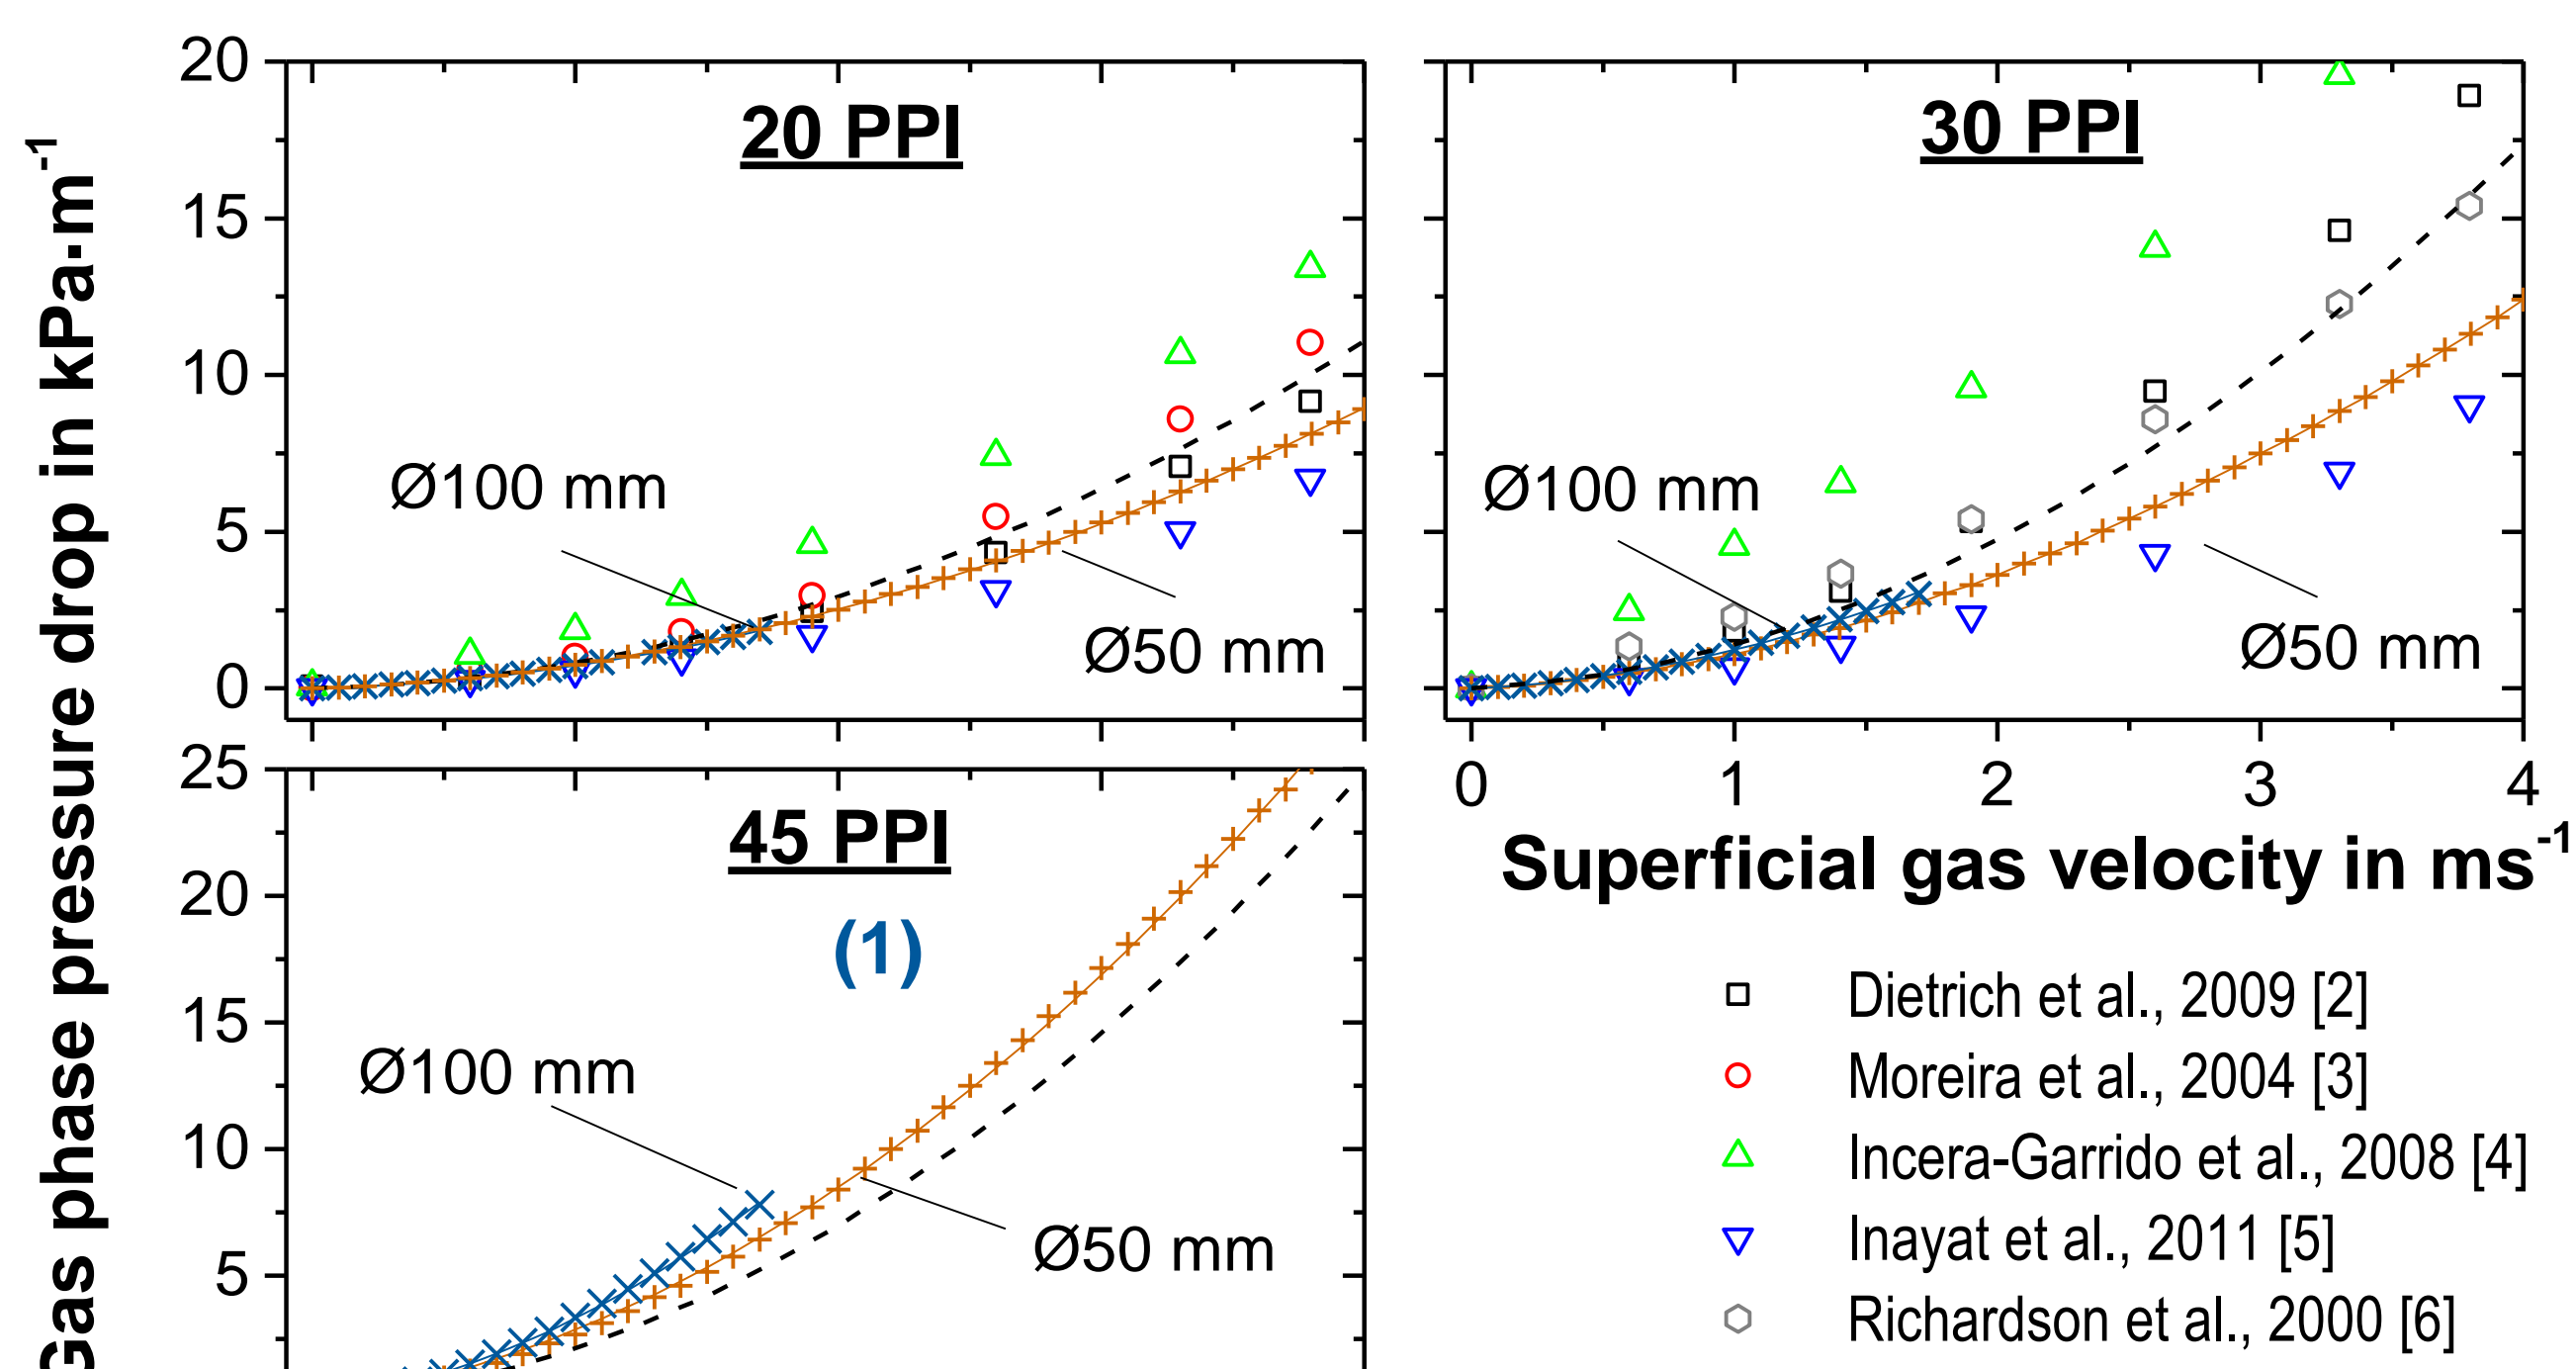 Gas phase pressure drop in kPa·m⁻¹
20
15
10
5
0
20 PPI
Ø100 mm
Ø50 mm
30 PPI
Ø100 mm
Ø50 mm
0 1 2 3 4
Superficial gas velocity in ms⁻¹
25
20
15
10
5
45 PPI
(1)
Ø100 mm
Ø50 mm
Dietrich et al., 2009 [2]
Moreira et al., 2004 [3]
Incera-Garrido et al., 2008 [4]
Inayat et al., 2011 [5]
Richardson et al., 2000 [6]